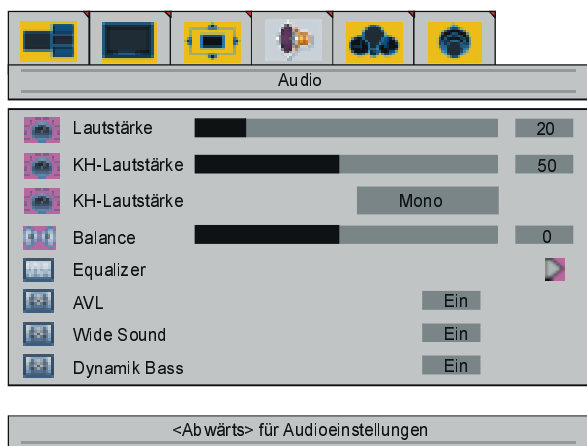 Audio
Lautstärke 20
KH-Lautstärke 50
KH-Lautstärke Mono
Balance 0
Equalizer
AVL Ein
Wide Sound Ein
Dynamik Bass Ein
<Abwärts> für Audioeinstellungen